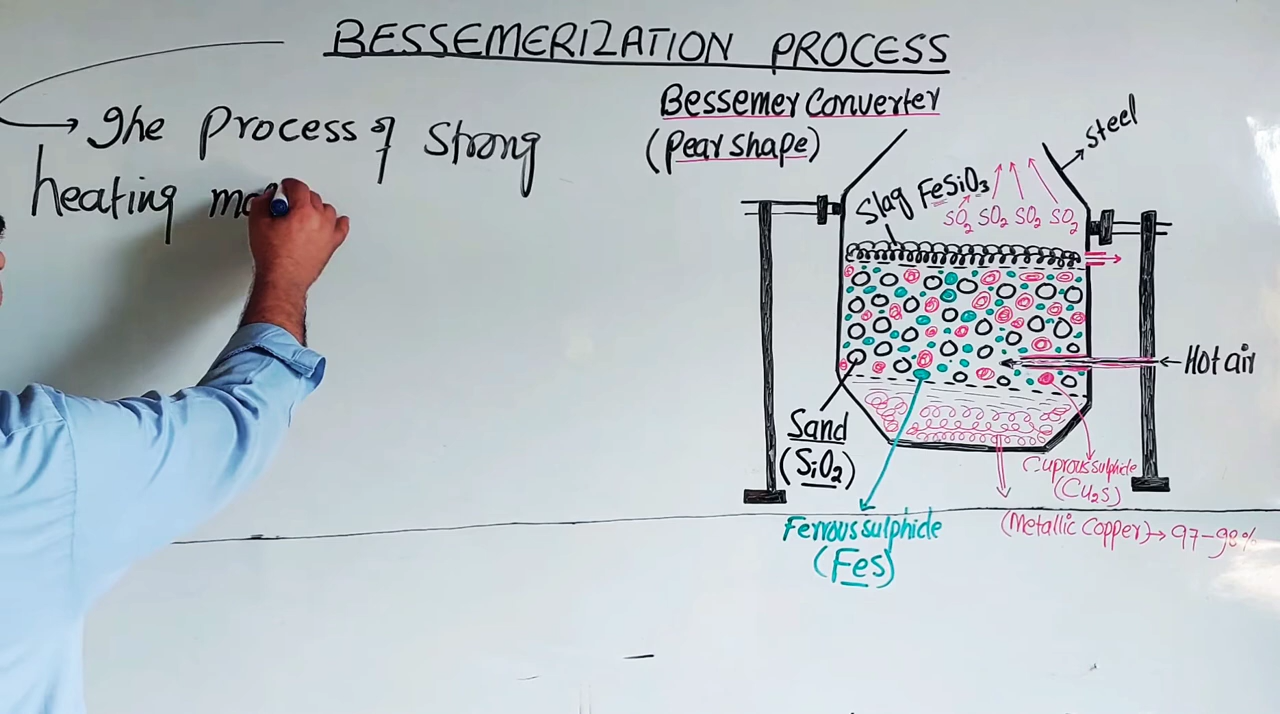 BESSEMERIZATION PROCESS
The Process of Strong
heating
Bessemer Converter
(Pear shape)
Steel
Slag FeSiO₃
SO₂ SO₂ SO₂ SO₂
Hot air
Sand
(SiO₂)
Cuprous sulphide
(Cu₂S)
Ferrous sulphide
(FeS)
(Metallic Copper)→ 97-98%